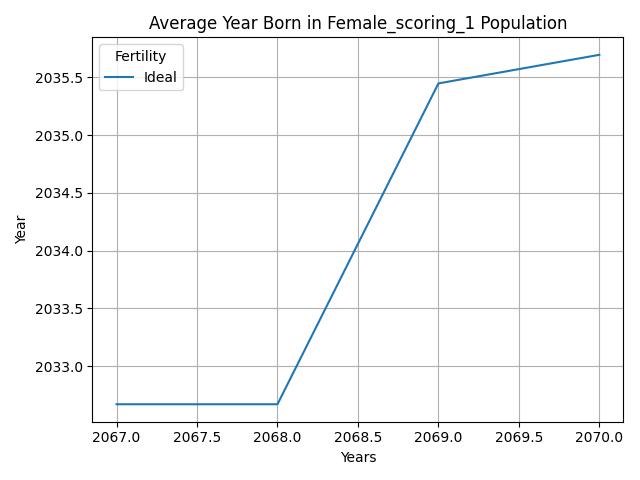 Average Year Born in Female_scoring_1 Population
Fertility
Ideal
Year
2035.5
2035.0
2034.5
2034.0
2033.5
2033.0
2067.0 2067.5 2068.0 2068.5 2069.0 2069.5 2070.0
Years